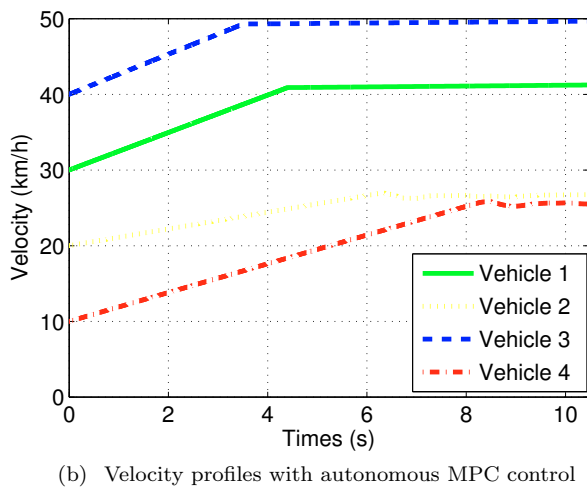 50
40
30
20
10
0
Velocity (km/h)
Vehicle 1
Vehicle 2
Vehicle 3
Vehicle 4
0 2 4 6 8 10
Times (s)
(b) Velocity profiles with autonomous MPC control